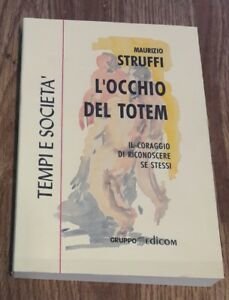 TEMPI E SOCIETA'
MAURIZIO
STRUFFI
L'OCCHIO
DEL TOTEM
IL CORAGGIO
DI RICONOSCERE
SE STESSI
GRUPPO EDICOM